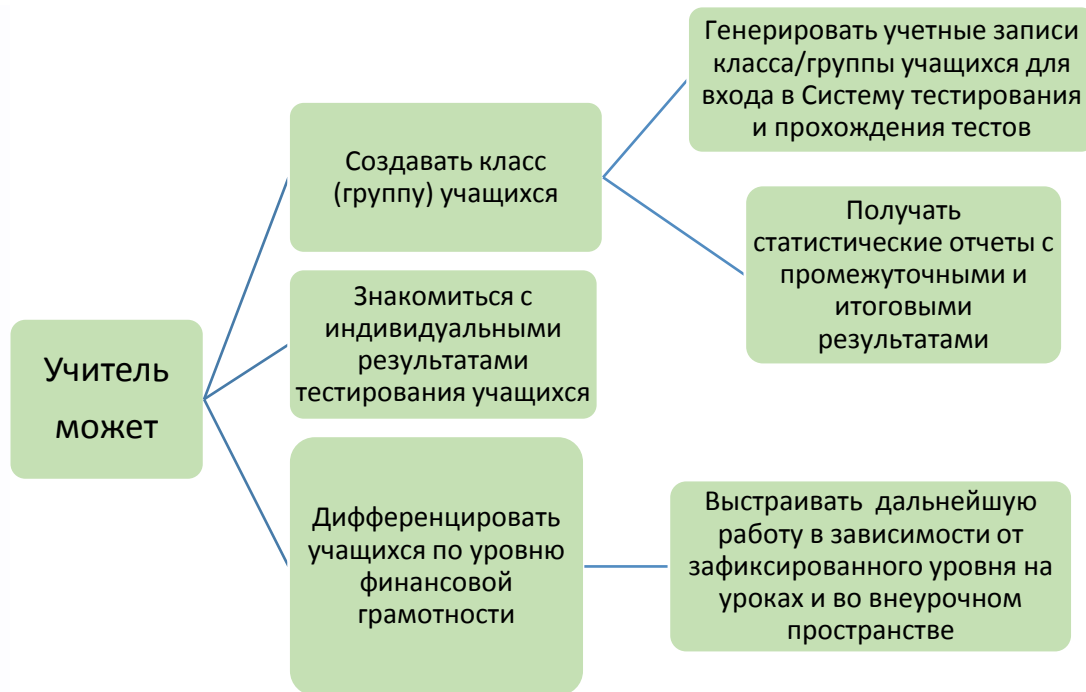 Учитель
может
Создавать класс
(группу) учащихся
Генерировать учетные записи
класса/группы учащихся для
входа в Систему тестирования
и прохождения тестов
Получать
статистические отчеты с
промежуточными и
итоговыми
результатами
Знакомиться с
индивидуальными
результатами
тестирования учащихся
Дифференцировать
учащихся по уровню
финансовой
грамотности
Выстраивать дальнейшую
работу в зависимости от
зафиксированного уровня на
уроках и во внеурочном
пространстве